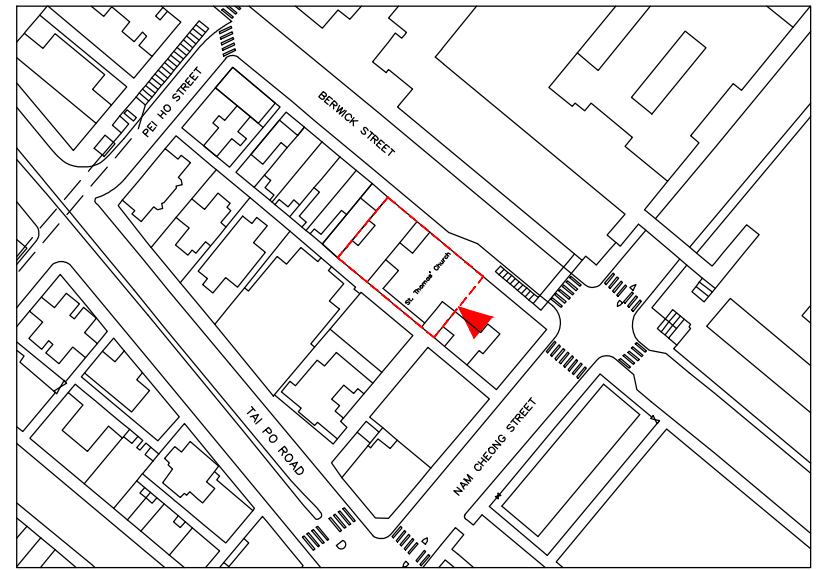 PEI HO STREET
BERWICK STREET
St. Thomas' Church
TAI PO ROAD
NAM CHEONG STREET